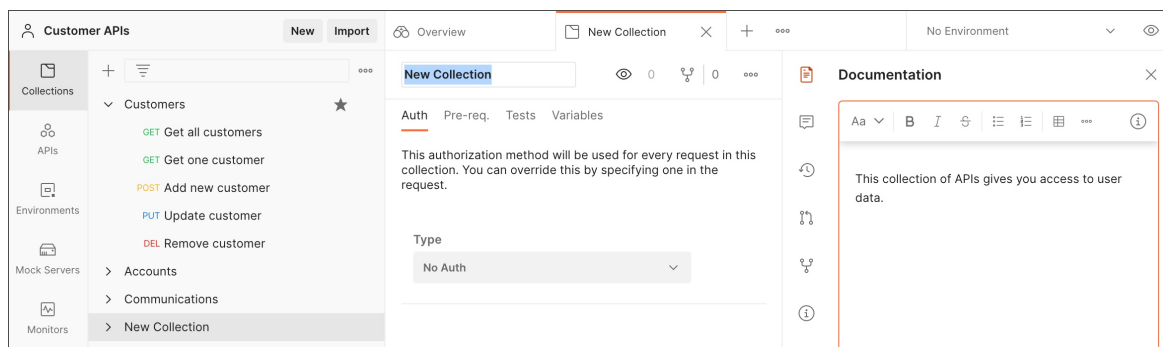 Customer APIs
New
Import
Overview
New Collection
No Environment
Collections
APIs
Environments
Mock Servers
Monitors
Customers
GET Get all customers
GET Get one customer
POST Add new customer
PUT Update customer
DEL Remove customer
Accounts
Communications
New Collection
New Collection
0
0
Auth Pre-req. Tests Variables
This authorization method will be used for every request in this
collection. You can override this by specifying one in the
request.
Type
No Auth
Documentation
Aa B I S
This collection of APIs gives you access to user
data.